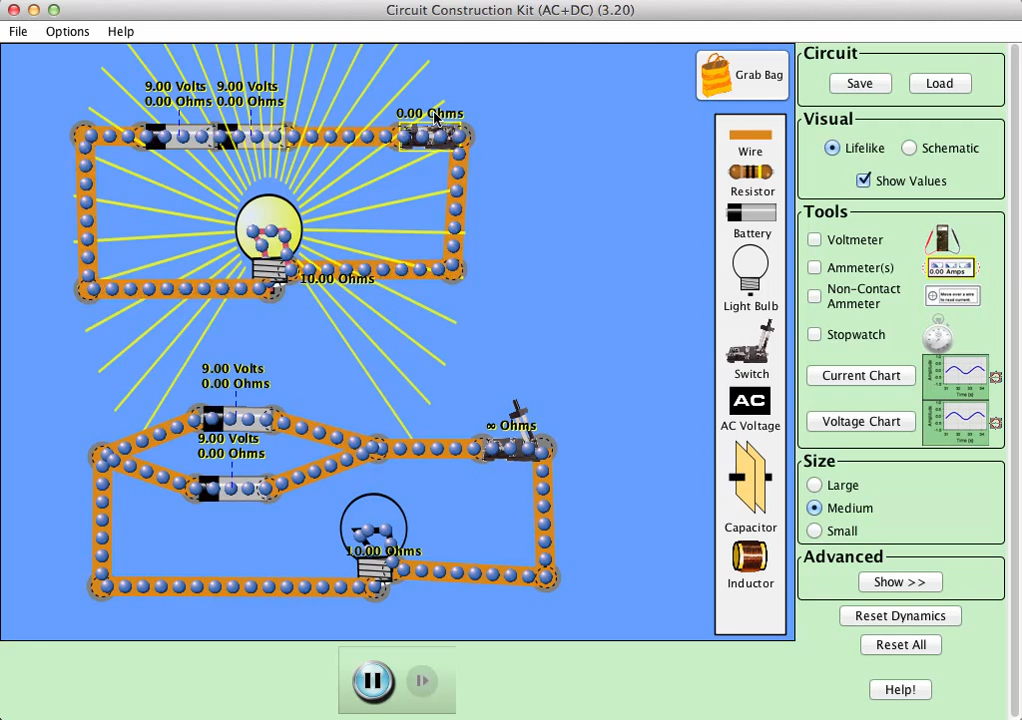 Circuit Construction Kit (AC+DC) (3.20)
File Options Help
9.00 Volts 9.00 Volts
0.00 Ohms 0.00 Ohms
0.00 Ohms
10.00 Ohms
9.00 Volts
0.00 Ohms
9.00 Volts
0.00 Ohms
∞ Ohms
10.00 Ohms
Grab Bag
Wire
Resistor
Battery
Light Bulb
Switch
AC
AC Voltage
Capacitor
Inductor
Circuit
Save Load
Visual
Lifelike Schematic
Show Values
Tools
Voltmeter
Ammeter(s)
0.00 Amps
Non-Contact
Ammeter
Stopwatch
Current Chart
Voltage Chart
Size
Large
Medium
Small
Advanced
Show >>
Reset Dynamics
Reset All
Help!